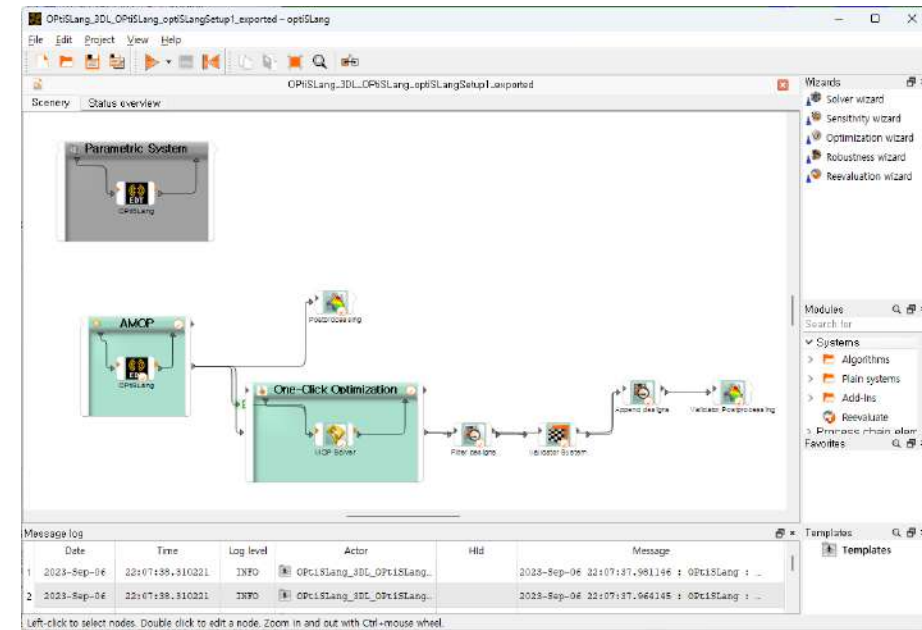 OPtiSLang_3DL_OPtiSLang_optiSLangSetup1_exported - optiSLang
File Edit Project View Help
OPtiSLang_3DL_OPtiSLang_optiSLangSetup1_exported
Scenery Status overview
Parametric System
EDT
OPtiSLang
AMOP
EDT
OPtiSLang
Postprocessing
One-Click Optimization
MOP Solver
Filter designs
Validator System
Append designs
Validator Postprocessing
Wizards
Solver wizard
Sensitivity wizard
Optimization wizard
Robustness wizard
Reevaluation wizard
Modules
Search for
Systems
Algorithms
Plain systems
Add-ins
Reevaluate
Process chain elem
Favorites
Templates
Templates
Message log
Date Time Log level Actor HId Message
1 2023-Sep-06 22:07:38.310221 INFO OPtiSLang_3DL_OPtiSLang... 2023-Sep-06 22:07:37.981146 : OPtiSLang : ...
2 2023-Sep-06 22:07:38.310221 INFO OPtiSLang_3DL_OPtiSLang... 2023-Sep-06 22:07:37.964145 : OPtiSLang : ...
Left-click to select nodes. Double click to edit a node. Zoom in and out with Ctrl+mouse wheel.